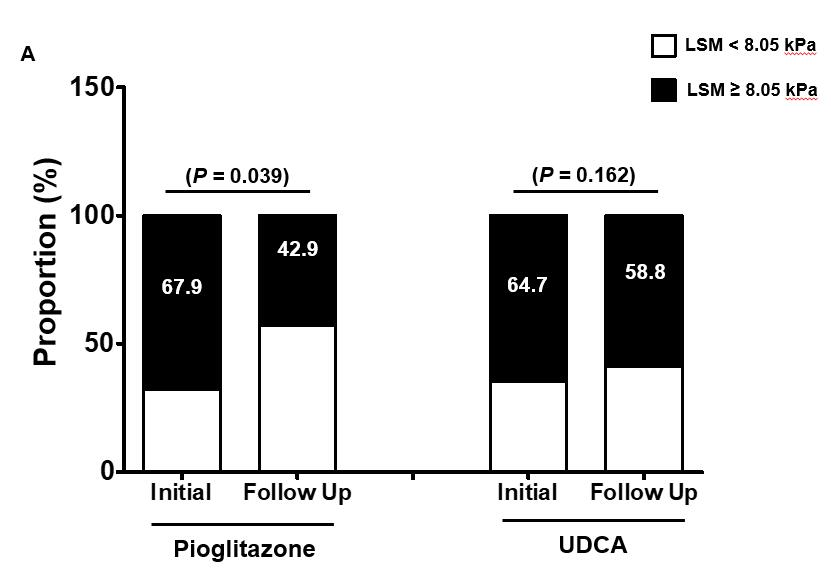 A
LSM < 8.05 kPa
LSM ≥ 8.05 kPa
Proportion (%)
150
100
50
0
(P = 0.039)
(P = 0.162)
67.9
42.9
64.7
58.8
Initial
Follow Up
Initial
Follow Up
Pioglitazone
UDCA